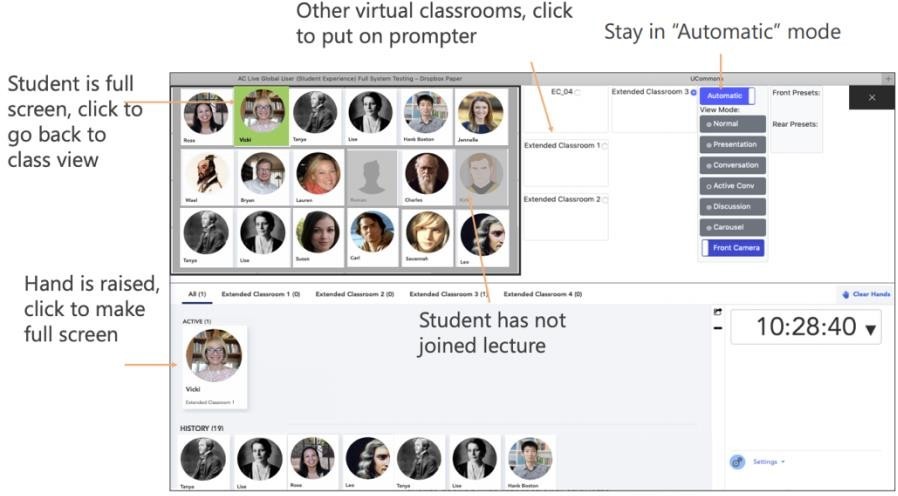 Other virtual classrooms, click
to put on prompter
Stay in “Automatic” mode
Student is full
screen, click to
go back to
class view
AC Live Global User (Student Experience) Full System Testing – Dropbox Paper
UCommons
+
Rosa
Vicki
Tanya
Lise
Hank Boston
Jennelle
Wael
Bryan
Lauren
Roman
Charles
Tanya
Lise
Susan
Carl
Savannah
Leo
EC_04
Extended Classroom 3
Extended Classroom 1
Extended Classroom 2
Automatic
View Mode:
Normal
Presentation
Conversation
Active Conv
Discussion
Carousel
Front Camera
Front Presets:
Rear Presets:
×
Hand is raised,
click to make
full screen
Student has not
joined lecture
All (1)
Extended Classroom 1 (0)
Extended Classroom 2 (0)
Extended Classroom 3 (1)
Extended Classroom 4 (0)
Clear Hands
ACTIVE (1)
Vicki
Extended Classroom 1
HISTORY (19)
Tanya
Lise
Rosa
Leo
Tanya
Lise
Hank Boston
10:28:40
Settings